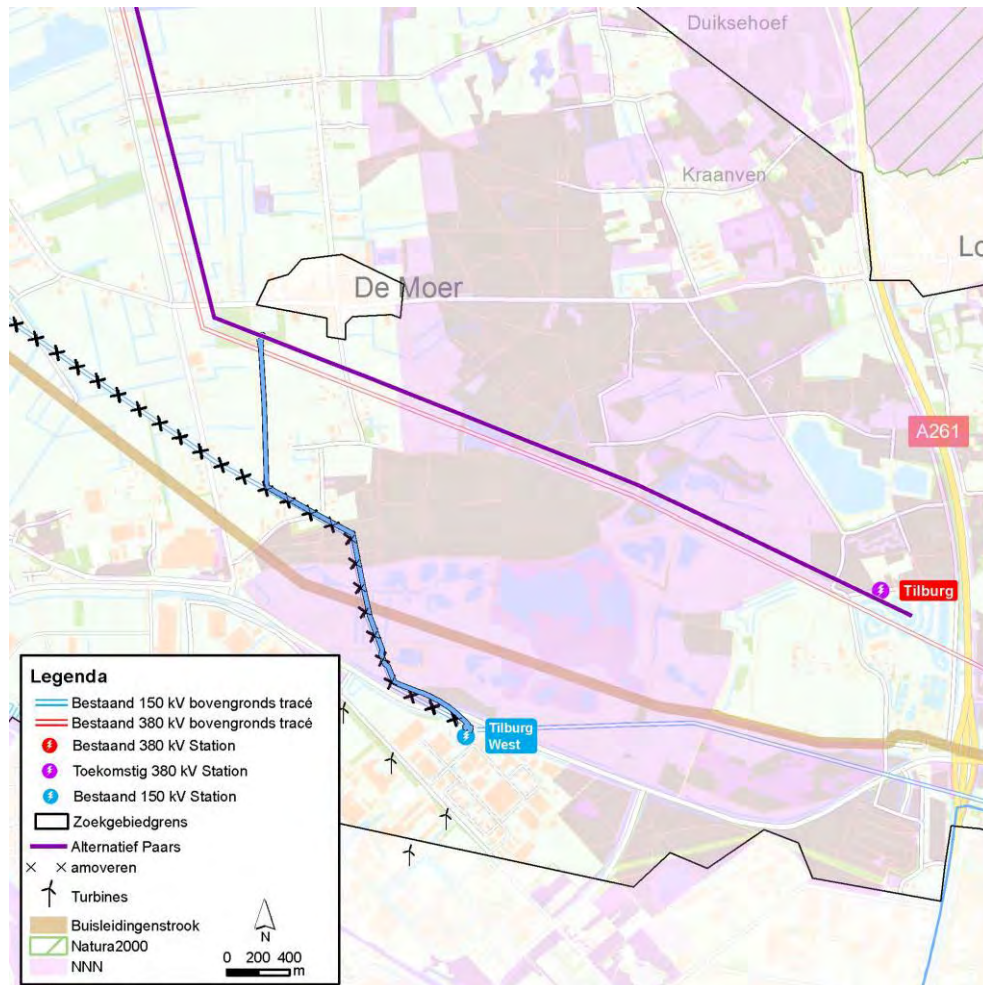 Duiksehoef
Kraanven
Lo
De Moer
A261
Tilburg
Tilburg
West
Legenda
Bestaand 150 kV bovengronds tracé
Bestaand 380 kV bovengronds tracé
Bestaand 380 kV Station
Toekomstig 380 kV Station
Bestaand 150 kV Station
Zoekgebiedgrens
Alternatief Paars
amoveren
Turbines
Buisleidingenstrook
Natura2000
NNN
N
0 200 400
m